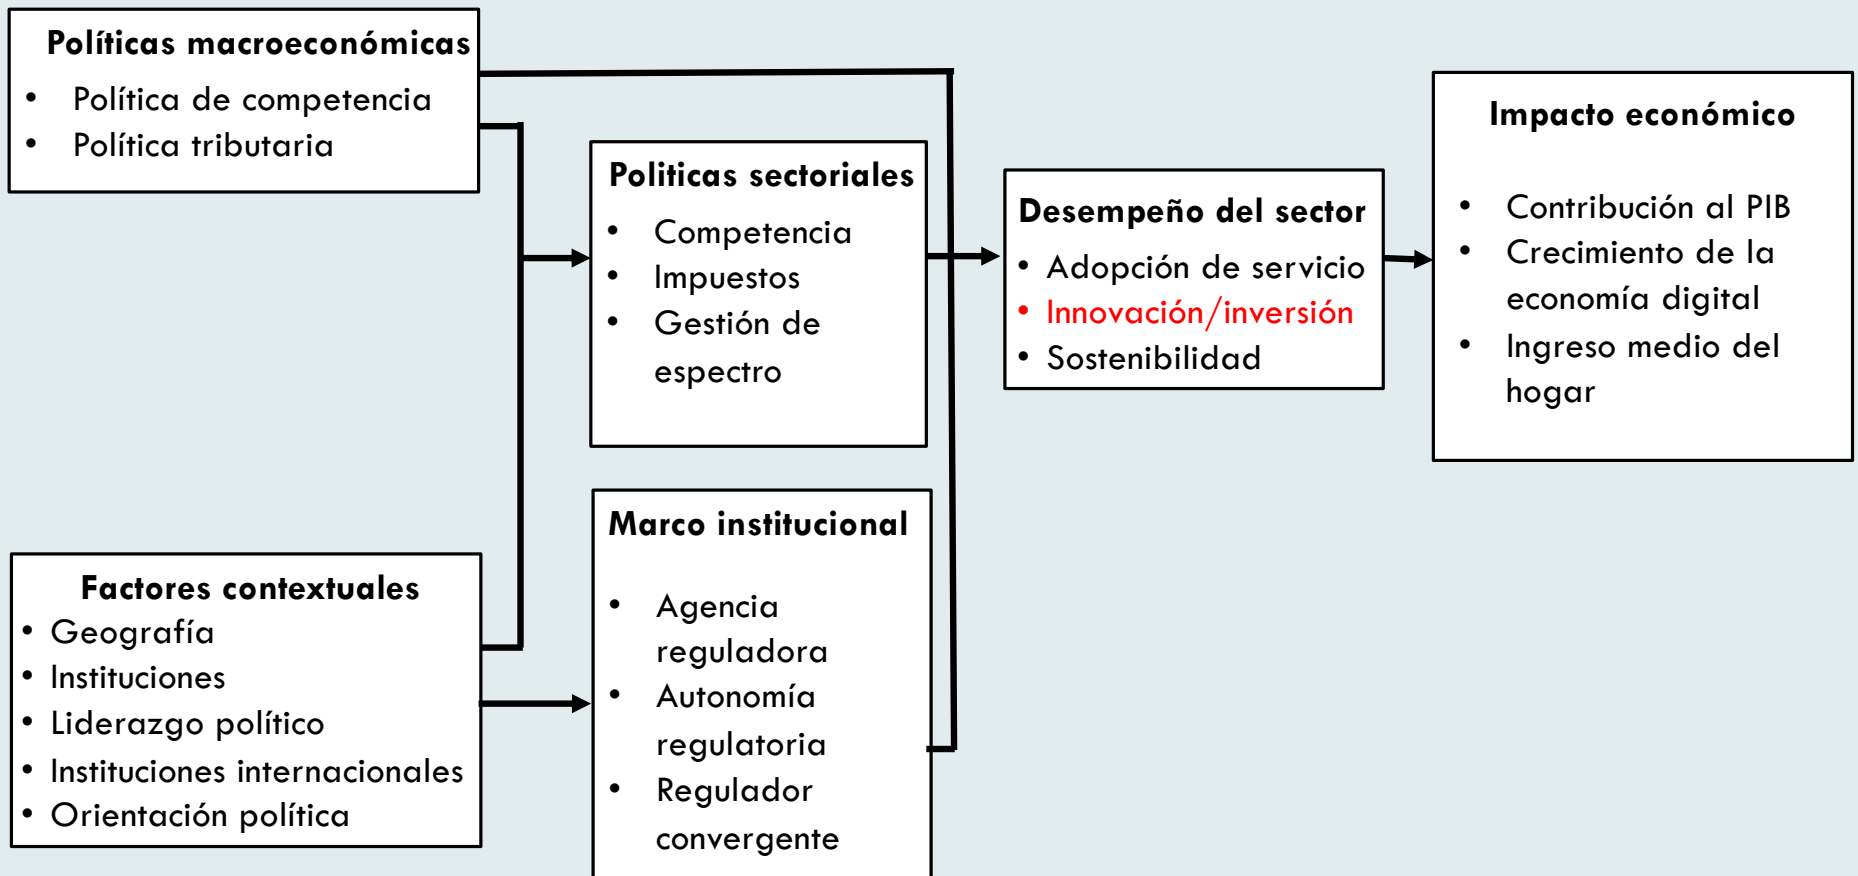 Políticas macroeconómicas
• Política de competencia
• Política tributaria
Politicas sectoriales
• Competencia
• Impuestos
• Gestión de
espectro
Desempeño del sector
• Adopción de servicio
• Innovación/inversión
• Sostenibilidad
Impacto económico
• Contribución al PIB
• Crecimiento de la
economía digital
• Ingreso medio del
hogar
Factores contextuales
• Geografía
• Instituciones
• Liderazgo político
• Instituciones internacionales
• Orientación política
Marco institucional
• Agencia
reguladora
• Autonomía
regulatoria
• Regulador
convergente